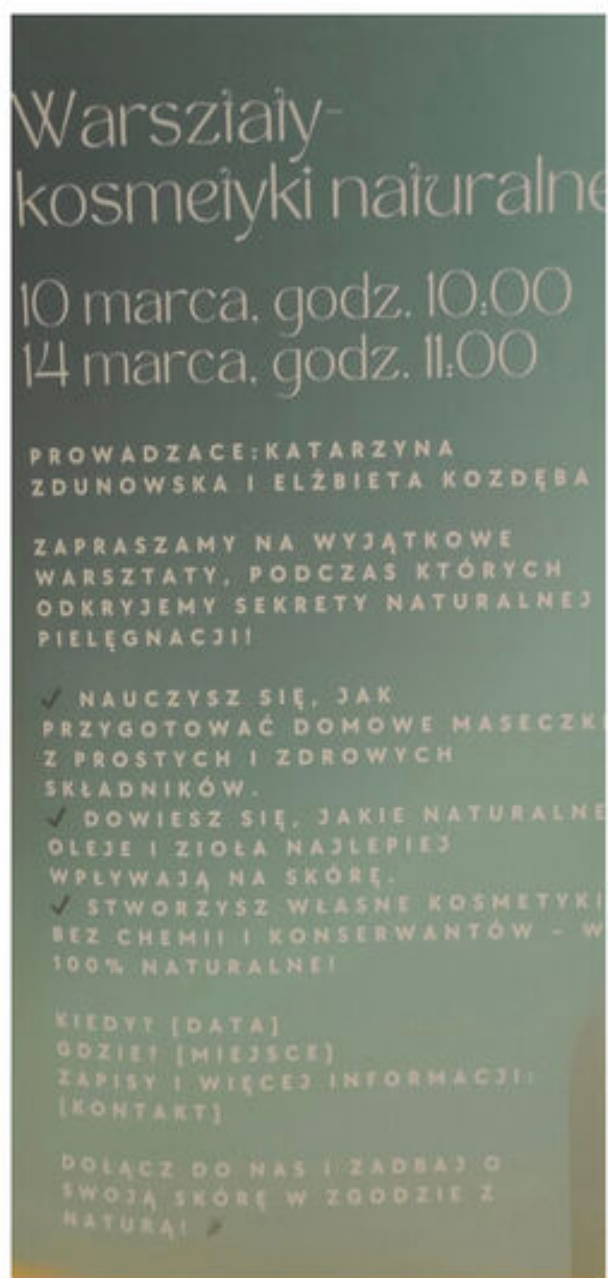 Warsztaty-
kosmetyki naturalne
10 marca, godz. 10:00
14 marca, godz. 11:00
PROWADZACE:KATARZYNA
ZDUNOWSKA I ELŻBIETA KOZDĘBA
ZAPRASZAMY NA WYJĄTKOWE
WARSZTATY, PODCZAS KTÓRYCH
ODKRYJEMY SEKRETY NATURALNEJ
PIELĘGNACJI!
✓ NAUCZYSZ SIĘ, JAK
PRZYGOTOWAĆ DOMOWE MASECZKI
Z PROSTYCH I ZDROWYCH
SKŁADNIKÓW.
✓ DOWIESZ SIĘ, JAKIE NATURALNE
OLEJE I ZIOŁA NAJLEPIEJ
WPŁYWAJĄ NA SKÓRĘ.
✓ STWORZYSZ WŁASNE KOSMETYKI
BEZ CHEMII I KONSERWANTÓW – W
100% NATURALNE!
KIEDY? [DATA]
GDZIE? [MIEJSCE]
ZAPISY I WIĘCEJ INFORMACJI:
[KONTAKT]
DOŁĄCZ DO NAS I ZADBAJ O
SWOJĄ SKÓRĘ W ZGODZIE Z
NATURĄ!